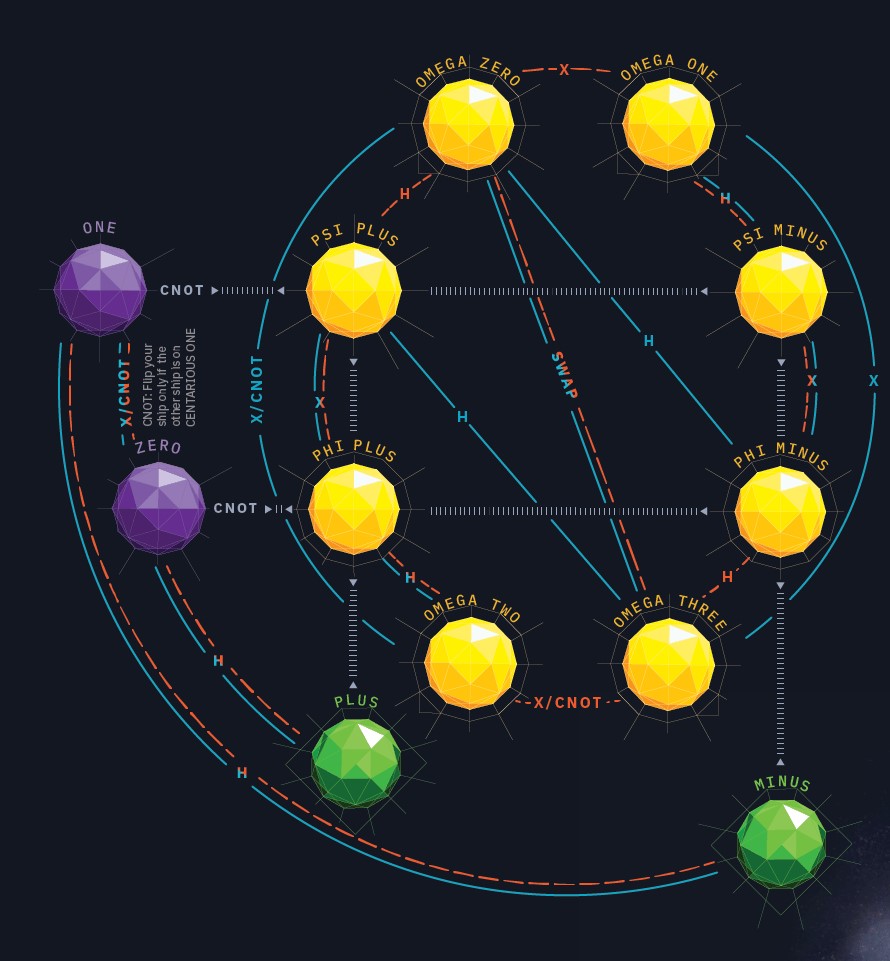 OMEGA ZERO
X
OMEGA ONE
H
H
ONE
PSI PLUS
PSI MINUS
CNOT
H
X/CNOT
CNOT: Flip your
ship only if the
other ship is on
CENTARIOUS ONE
X/CNOT
X
SWAP
H
X
X
ZERO
PHI PLUS
PHI MINUS
CNOT
H
H
OMEGA TWO
OMEGA THREE
H
X/CNOT
PLUS
H
MINUS